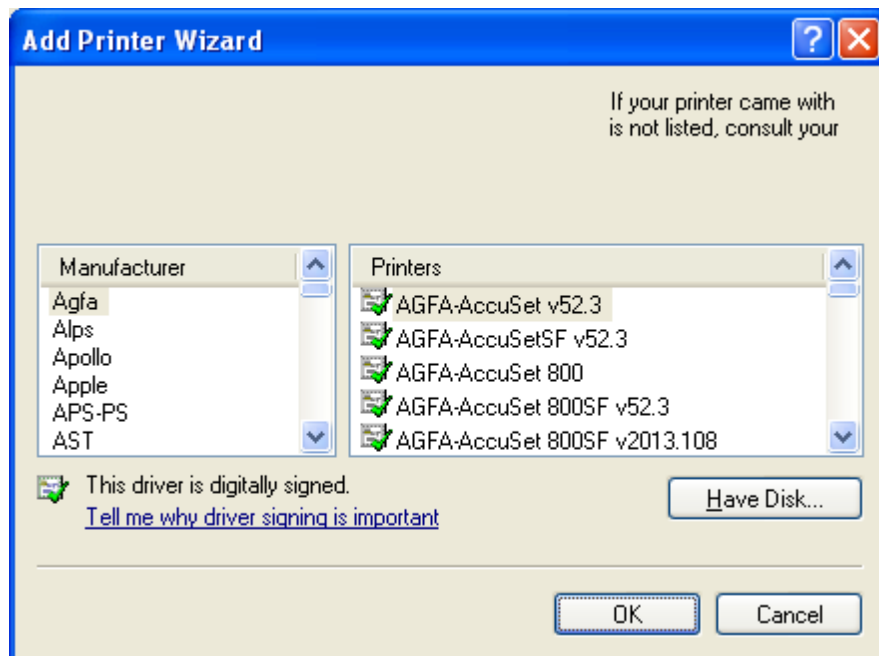 Add Printer Wizard
If your printer came with
is not listed, consult your
Manufacturer
Agfa
Alps
Apollo
Apple
APS-PS
AST
Printers
AGFA-AccuSet v52.3
AGFA-AccuSetSF v52.3
AGFA-AccuSet 800
AGFA-AccuSet 800SF v52.3
AGFA-AccuSet 800SF v2013.108
This driver is digitally signed.
Tell me why driver signing is important
Have Disk...
OK
Cancel